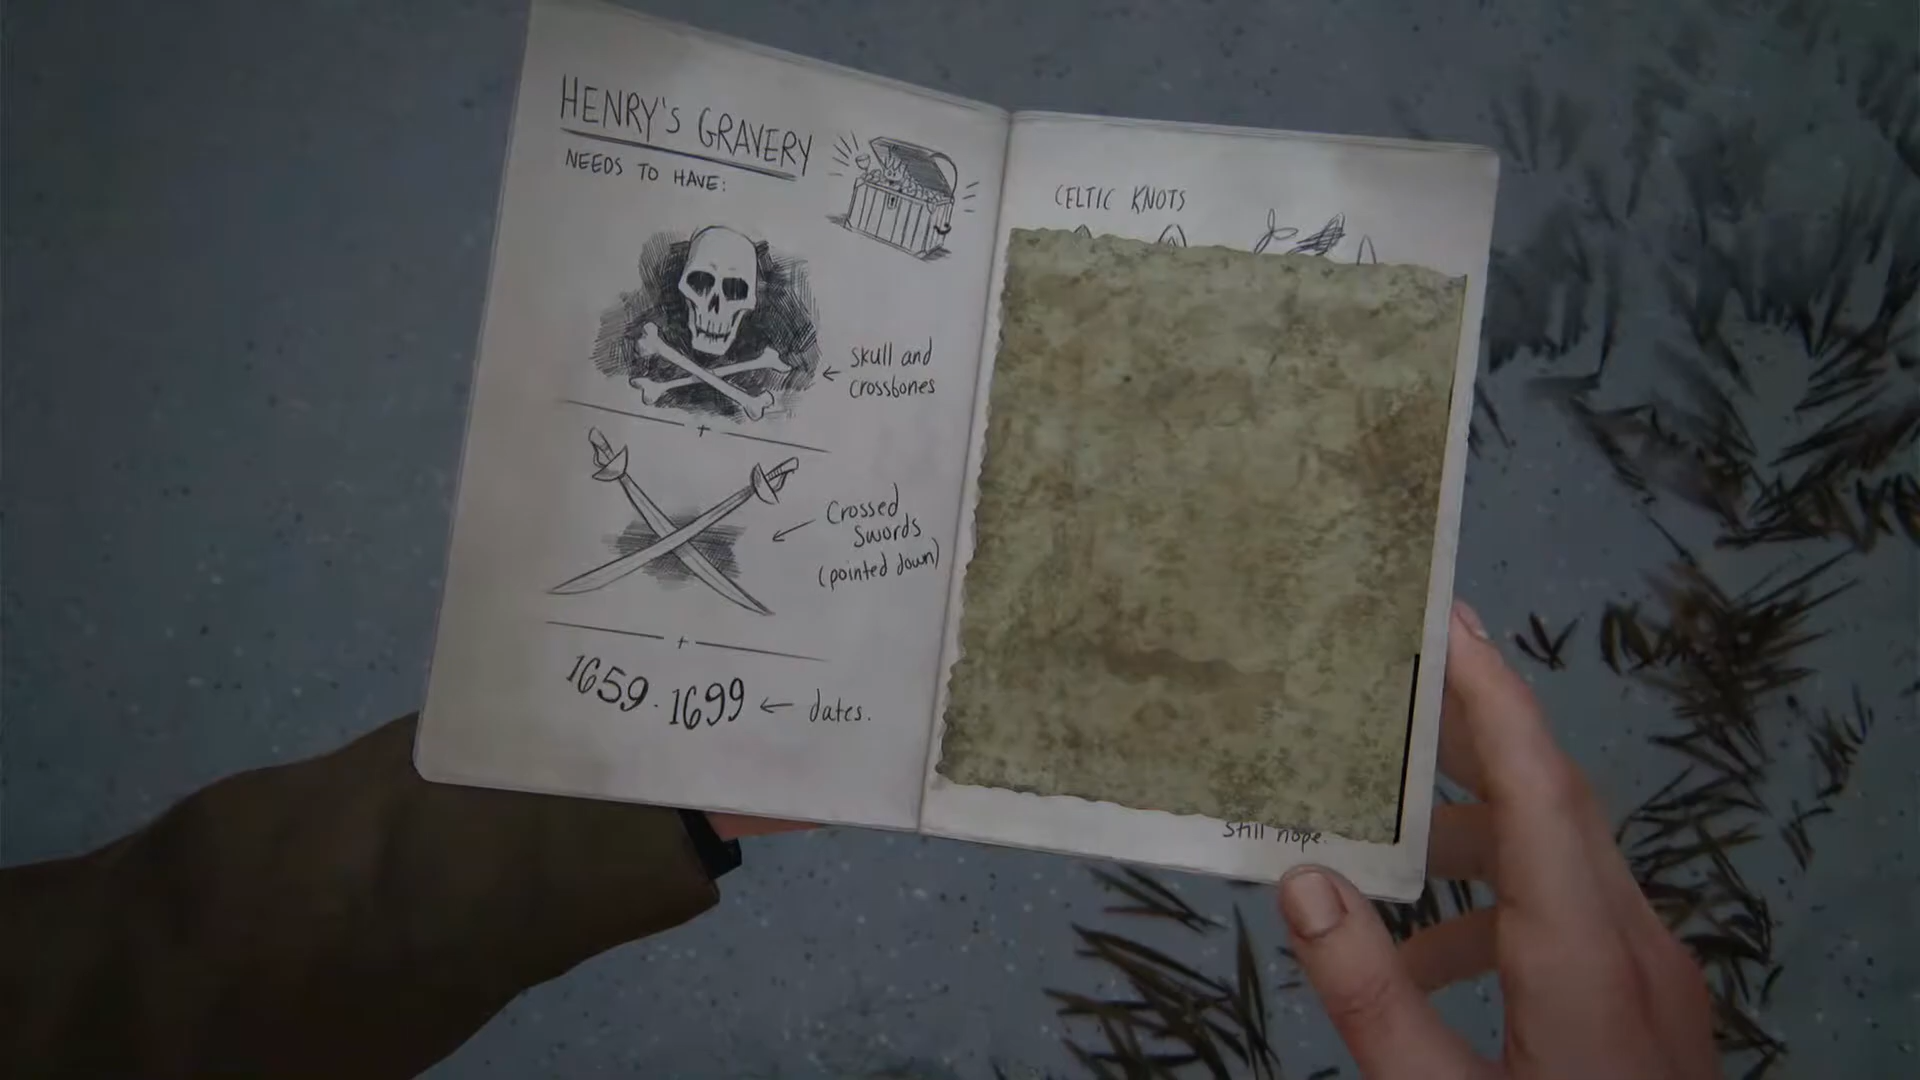 HENRY'S GRAVERY
NEEDS TO HAVE:
skull and
crossbones
+
Crossed
Swords
(pointed down)
+
1659 · 1699 ← dates.
CELTIC KNOTS
Still nope.